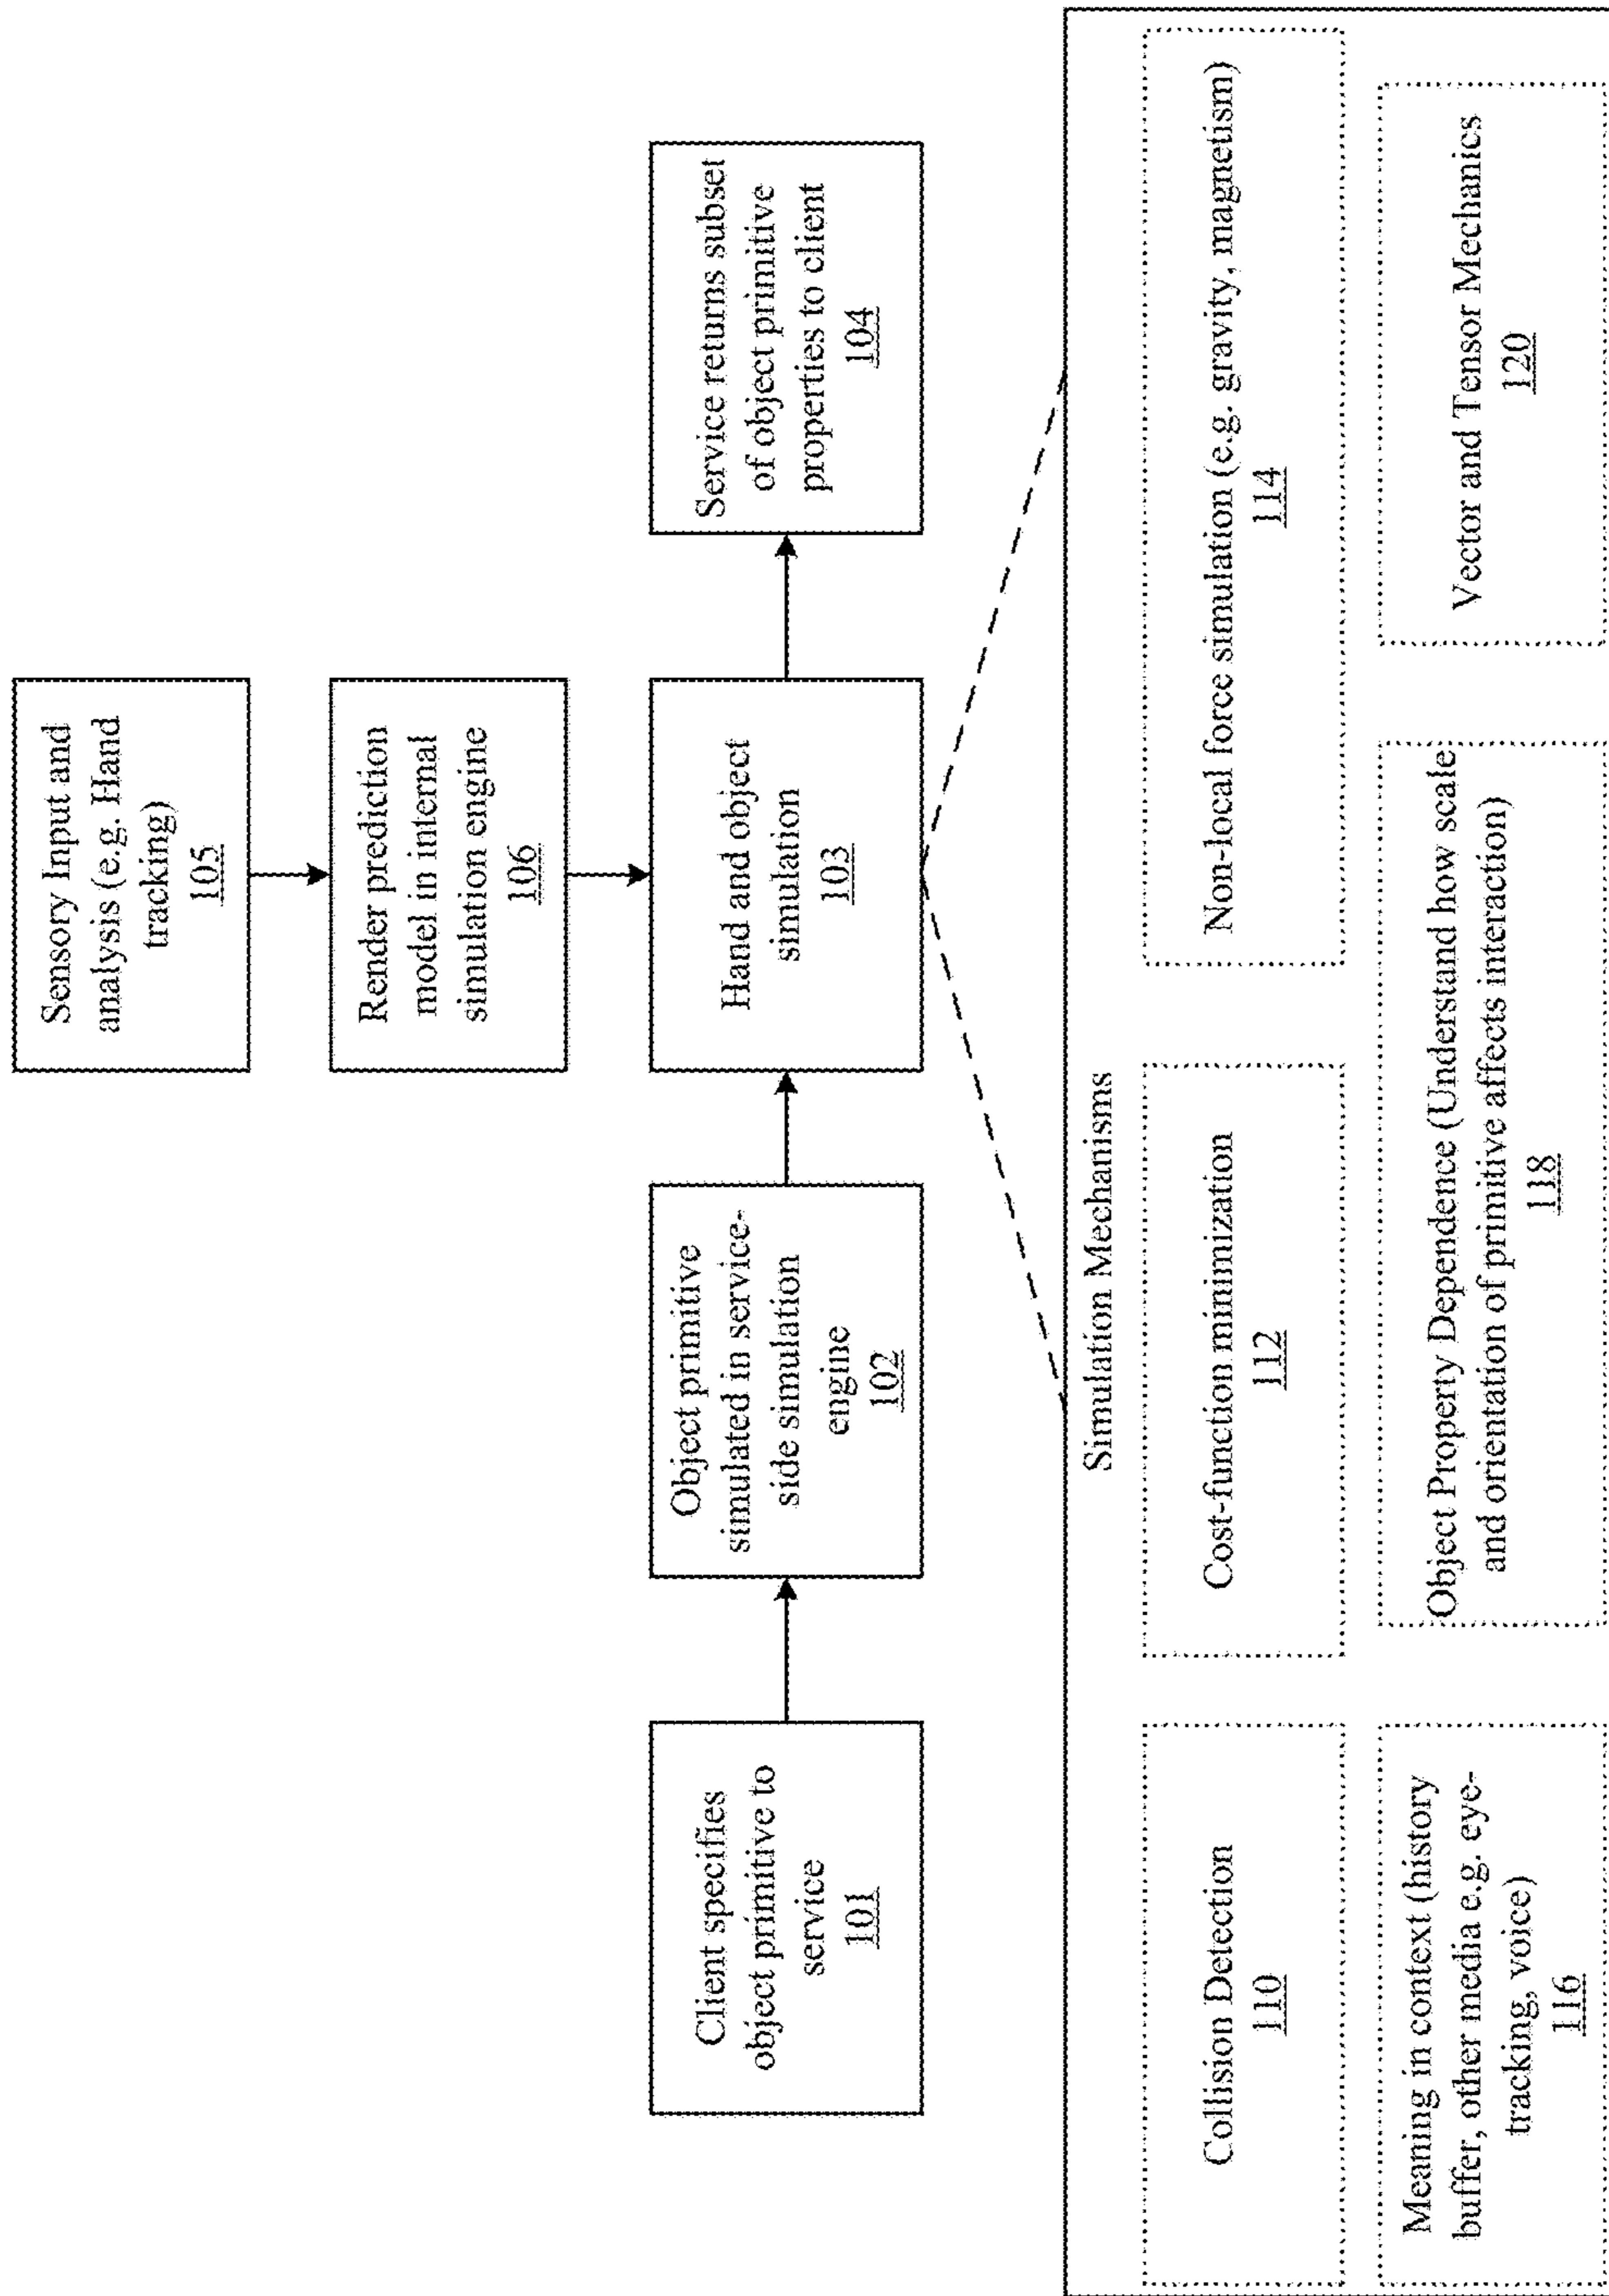 Sensory Input and
analysis (e.g. Hand
tracking)
105
Render prediction
model in internal
simulation engine
106
Client specifies
object primitive to
service
101
Object primitive
simulated in service-
side simulation
engine
102
Hand and object
simulation
103
Service returns subset
of object primitive
properties to client
104
Simulation Mechanisms
Collision Detection
110
Cost-function minimization
112
Non-local force simulation (e.g. gravity, magnetism)
114
Meaning in context (history
buffer, other media e.g. eye-
tracking, voice)
116
Object Property Dependence (Understand how scale
and orientation of primitive affects interaction)
118
Vector and Tensor Mechanics
120